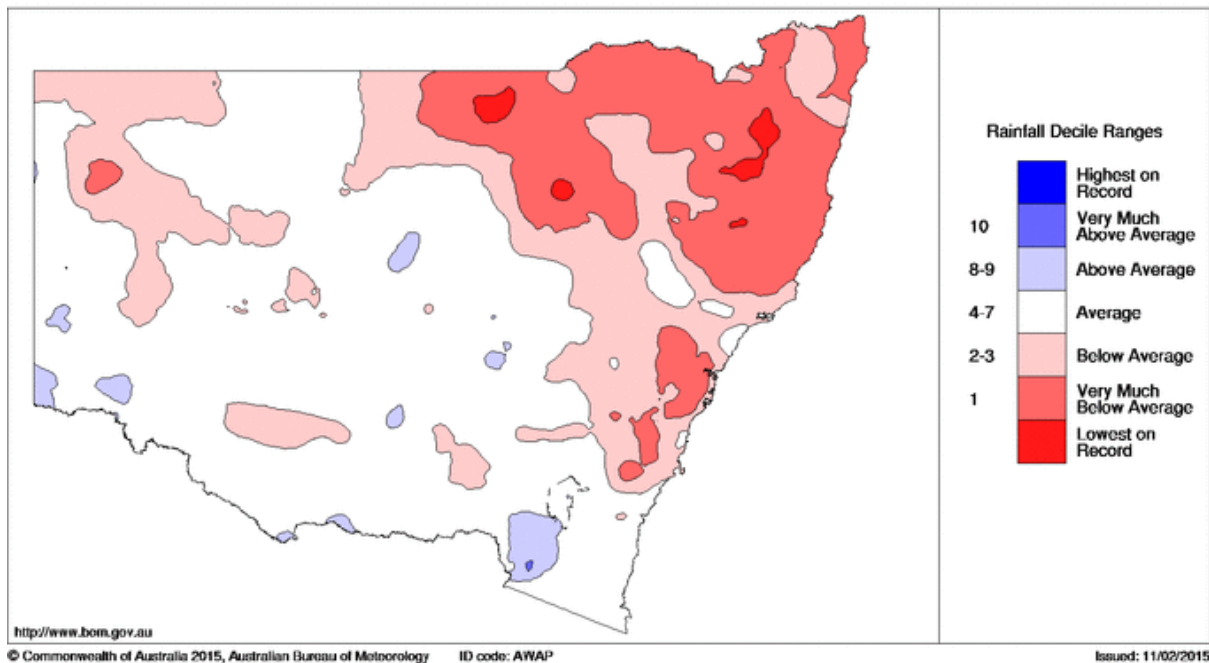 Rainfall Decile Ranges
Highest on
Record
10
Very Much
Above Average
8-9
Above Average
4-7
Average
2-3
Below Average
1
Very Much
Below Average
Lowest on
Record
http://www.bom.gov.au
© Commonwealth of Australia 2015, Australian Bureau of Meteorology ID code: AWAP Issued: 11/02/2015